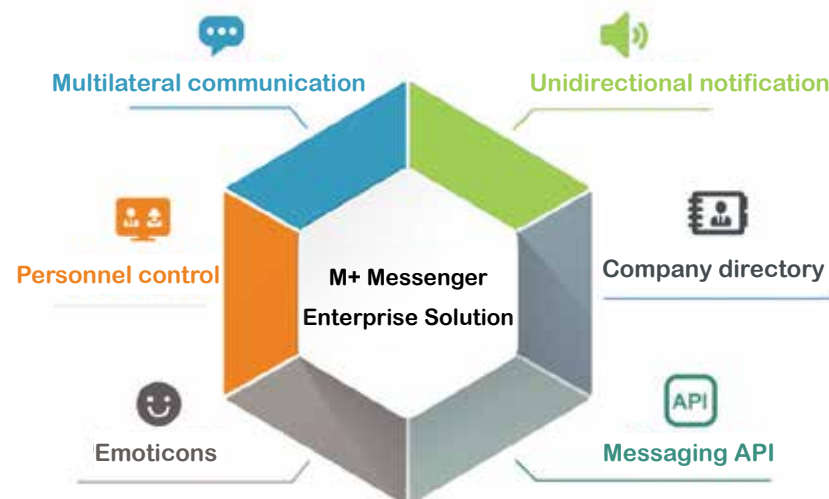 Multilateral communication
Unidirectional notification
Personnel control
M+ Messenger
Enterprise Solution
Company directory
API
Emoticons
Messaging API